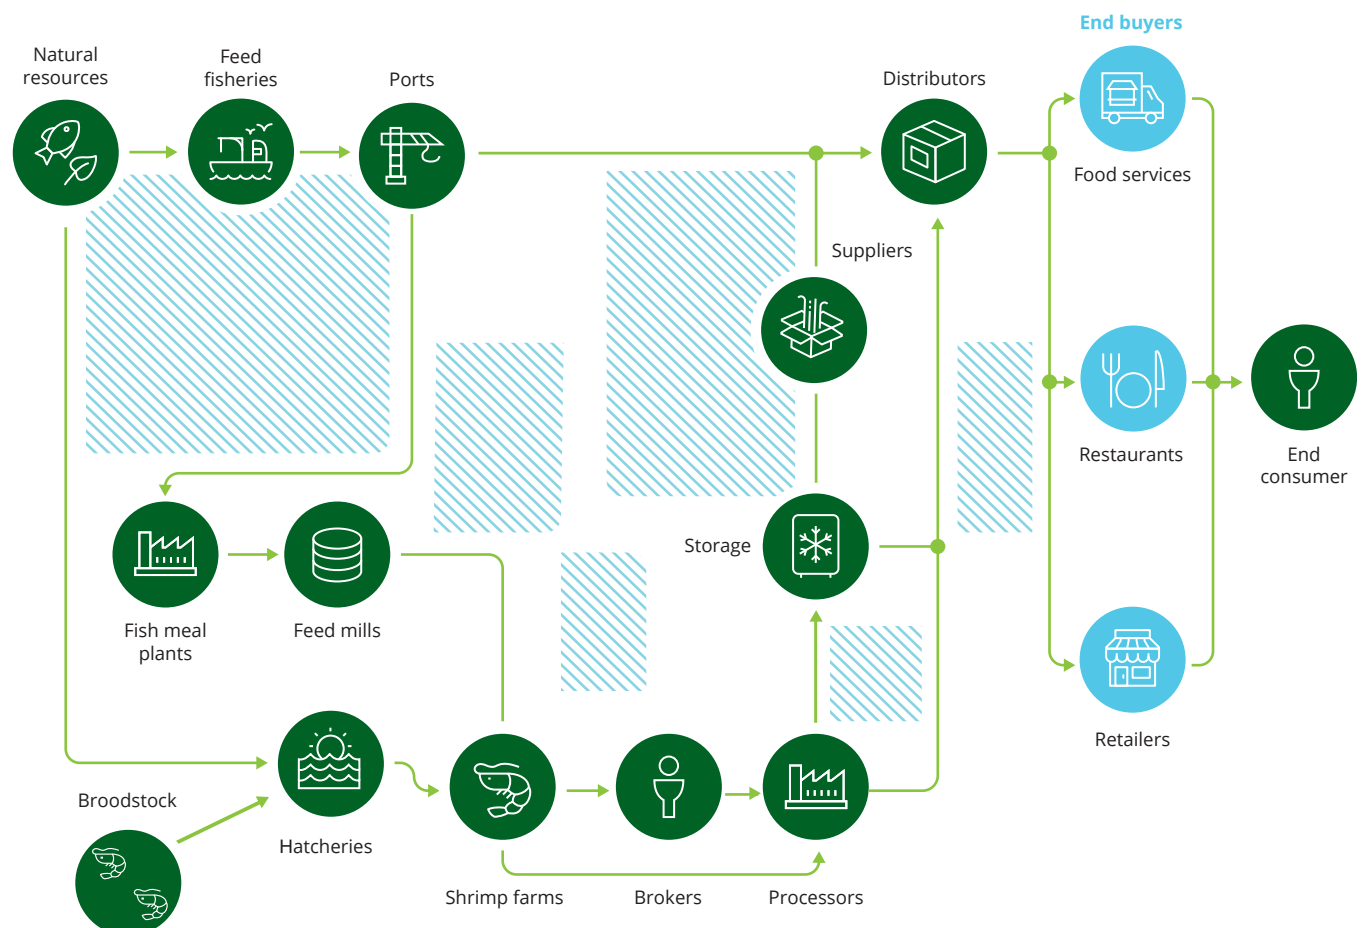 End buyers
Natural
resources
Feed
fisheries
Ports
Distributors
Food services
Suppliers
Restaurants
End
consumer
Storage
Fish meal
plants
Feed mills
Retailers
Broodstock
Hatcheries
Shrimp farms
Brokers
Processors